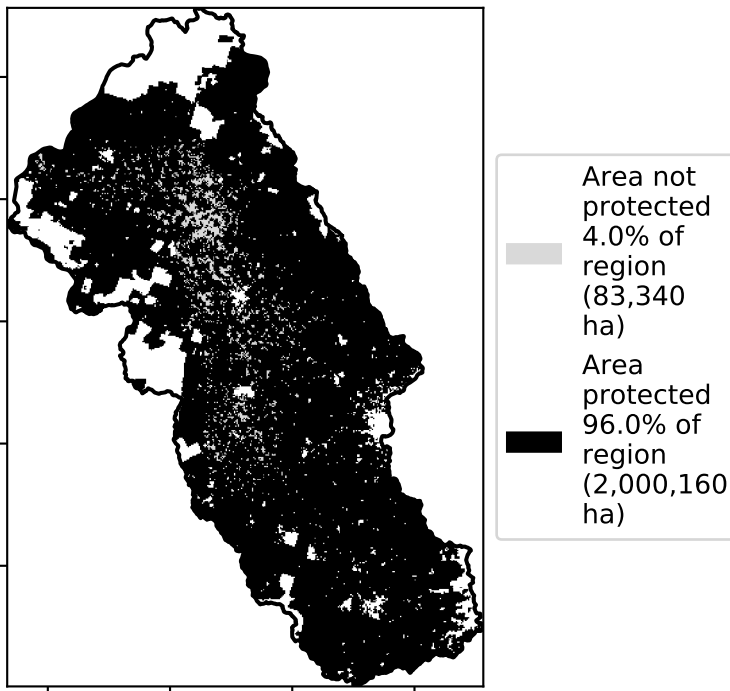 Area not
protected
4.0% of
region
(83,340
ha)
Area
protected
96.0% of
region
(2,000,160
ha)